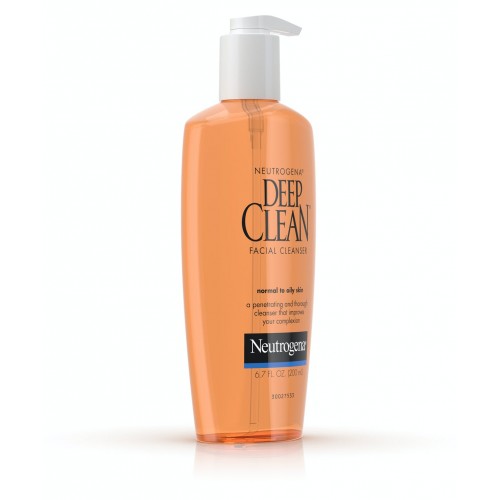 NEUTROGENA®
DEEP
CLEAN
FACIAL CLEANSER
normal to oily skin
a penetrating and thorough
cleanser that improves
your complexion
Neutrogena®
6.7 FL. OZ. (200 mL)